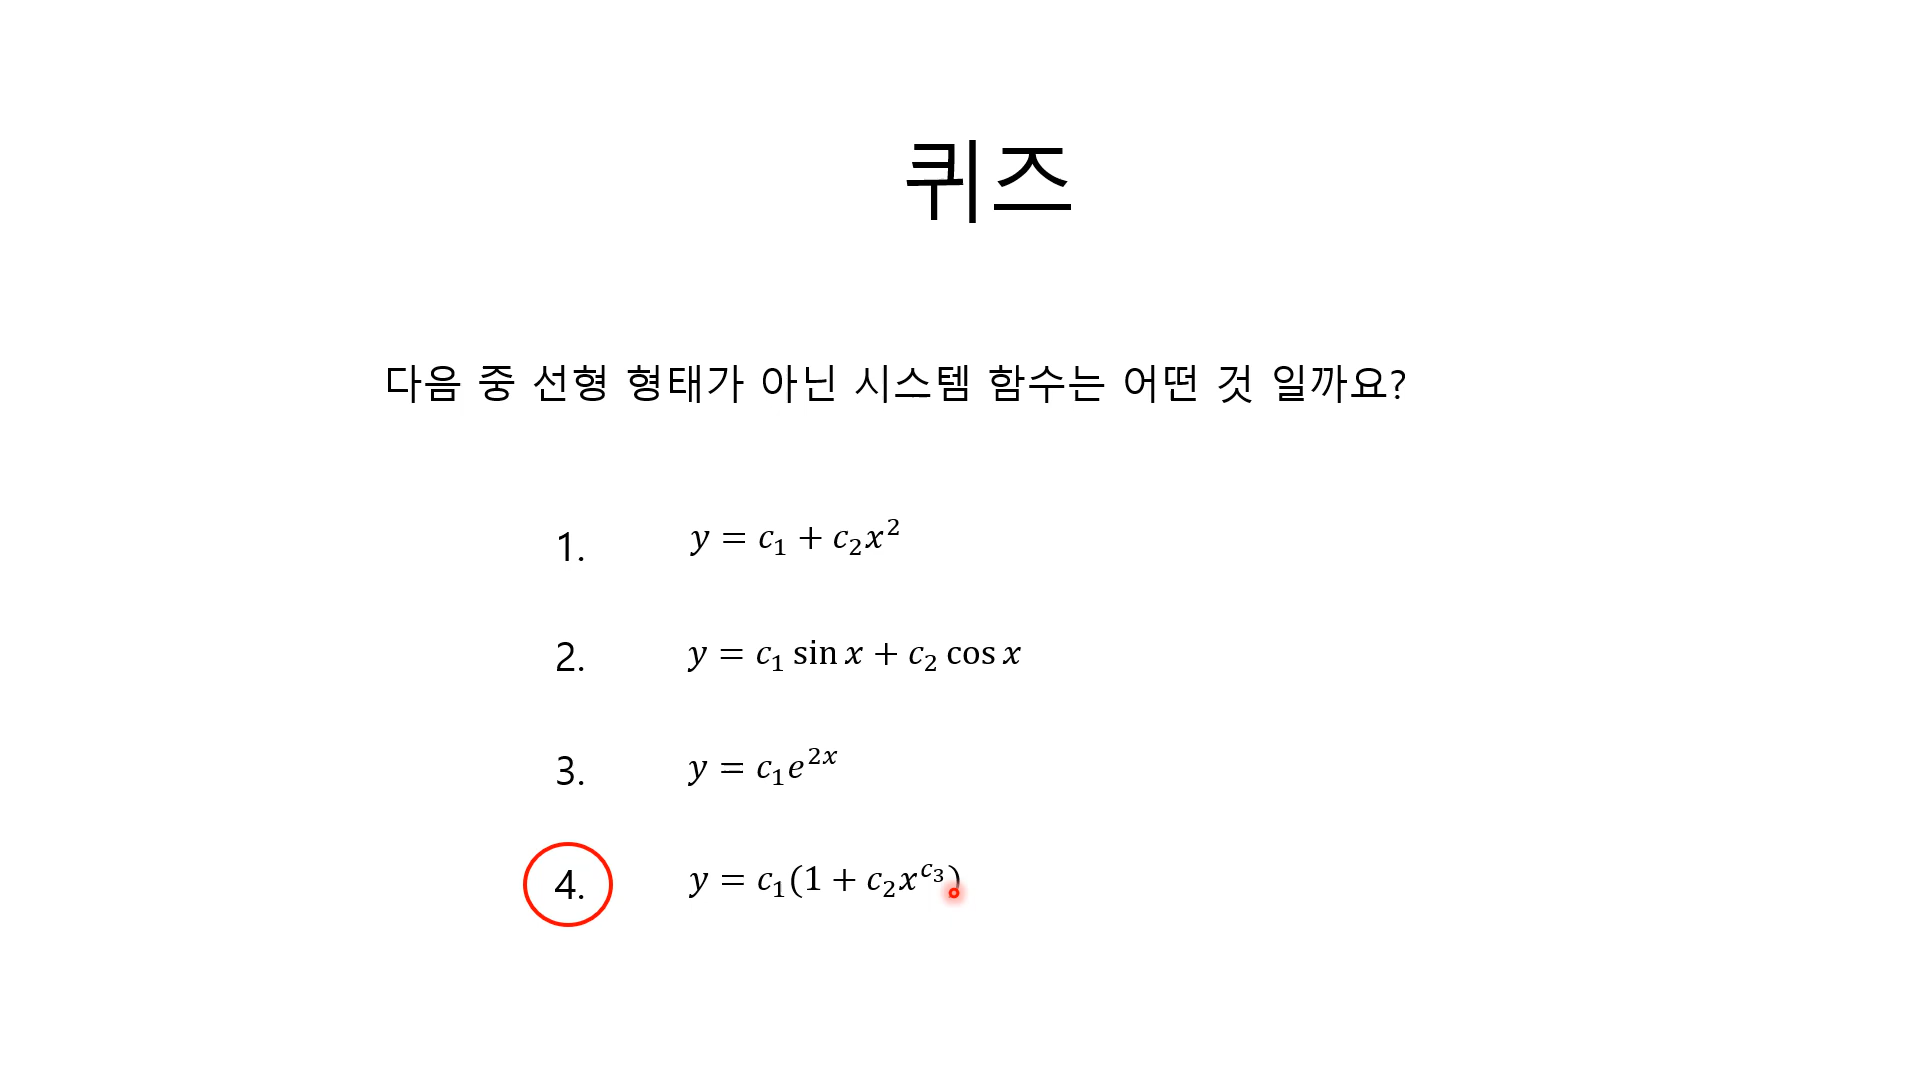 퀴즈
다음 중 선형 형태가 아닌 시스템 함수는 어떤 것 일까요?
1. y = c₁ + c₂x²
2. y = c₁ sin x + c₂ cos x
3. y = c₁e²ˣ
4. y = c₁(1 + c₂x^{c₃})